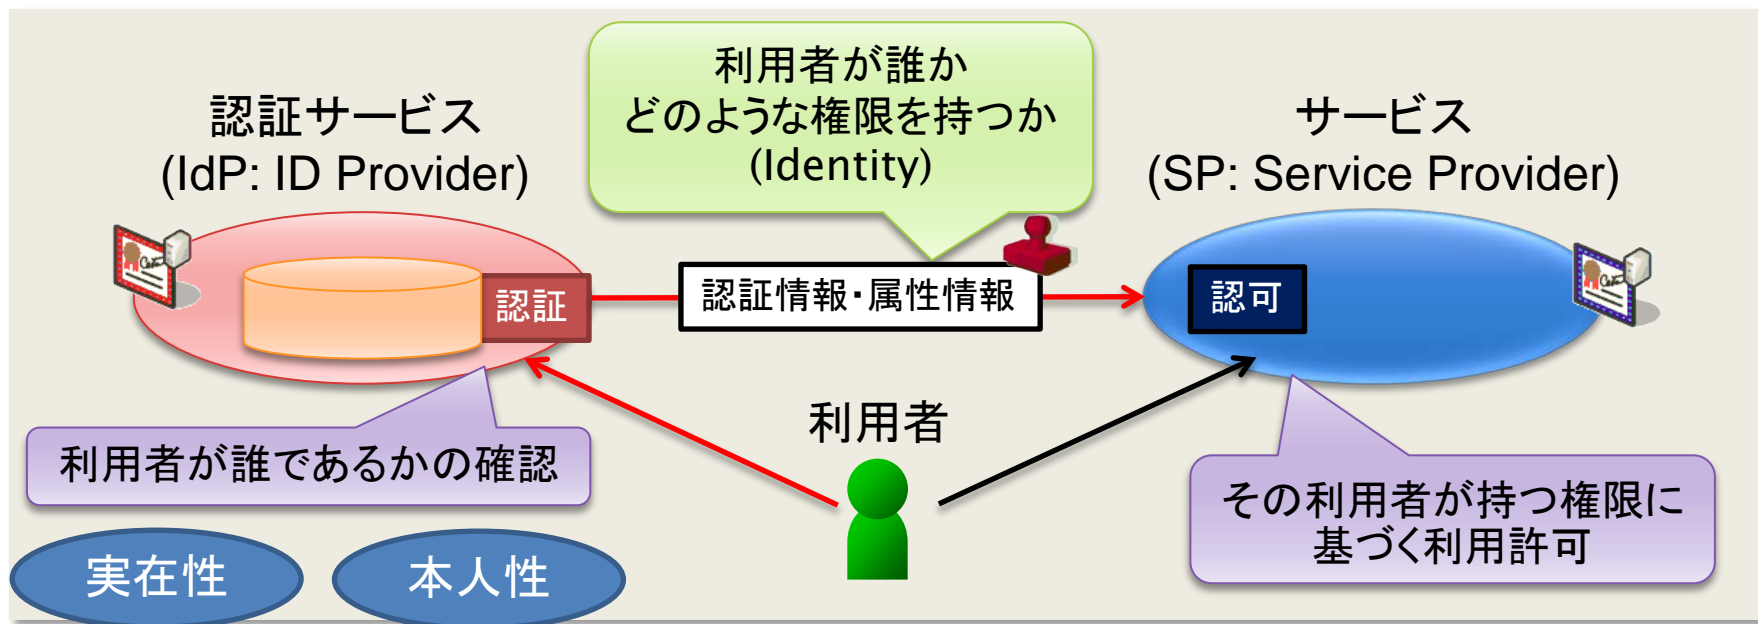 利用者が誰か
どのような権限を持つか
(Identity)
認証サービス
(IdP: ID Provider)
サービス
(SP: Service Provider)
認証
認証情報・属性情報
認可
利用者
利用者が誰であるかの確認
その利用者が持つ権限に
基づく利用許可
実在性
本人性